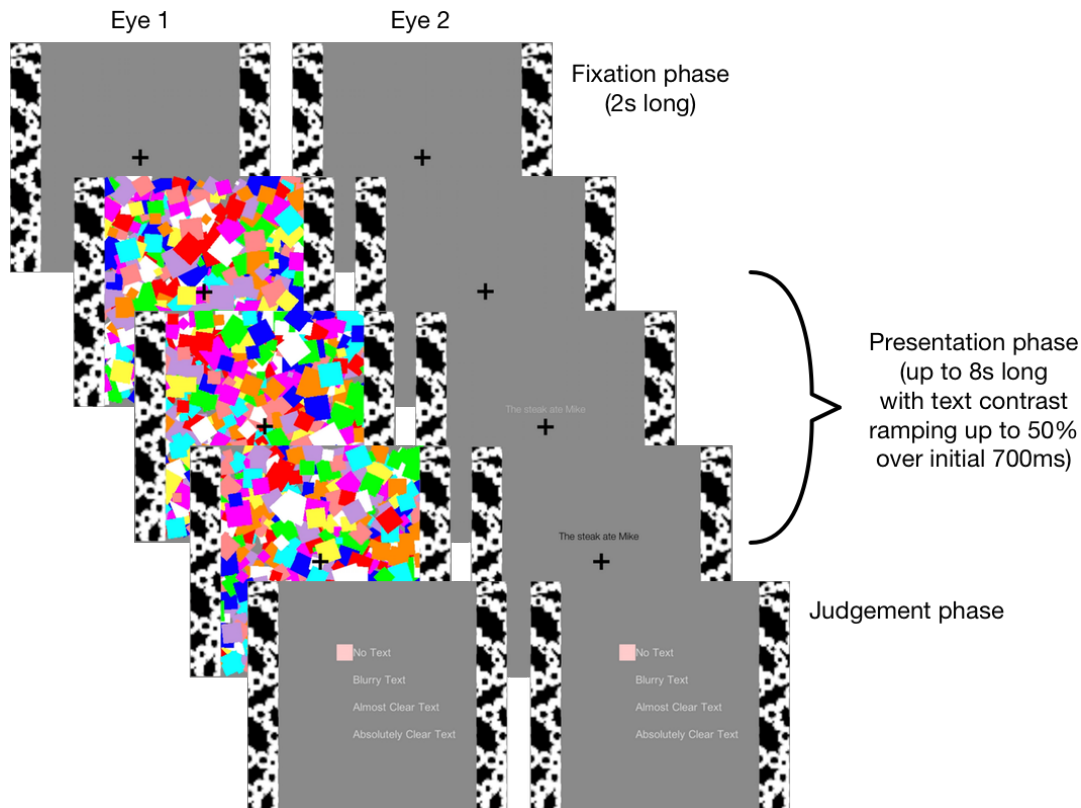 Eye 1
Eye 2
Fixation phase
(2s long)
Presentation phase
(up to 8s long
with text contrast
ramping up to 50%
over initial 700ms)
The steak ate Mike
The steak ate Mike
Judgement phase
No Text
Blurry Text
Almost Clear Text
Absolutely Clear Text
No Text
Blurry Text
Almost Clear Text
Absolutely Clear Text